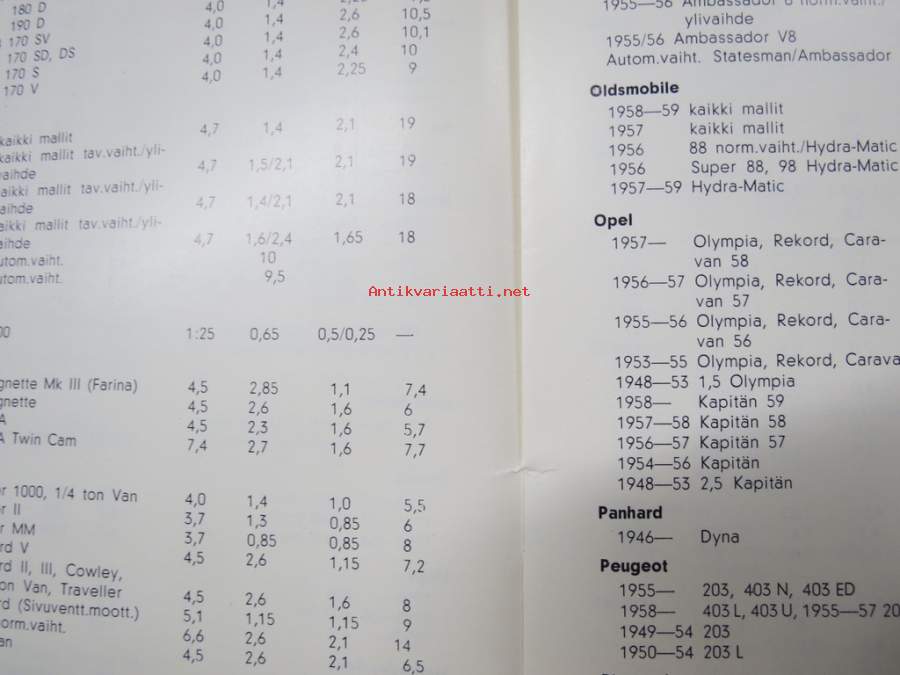 180 D 4,0 1,4
190 D 4,0 1,4 2,6 10,5
170 SV 4,0 1,4 2,6 10,1
170 SD, DS 4,0 1,4 2,4 10
170 S 4,0 1,4 2,25 9
170 V
kaikki mallit 4,7 1,4 2,1 19
kaikki mallit tav.vaiht./yli-
vaihde 4,7 1,5/2,1 2,1 19
aikki mallit tav.vaiht./yli-
aihde 4,7 1,4/2,1 2,1 18
aikki mallit tav.vaiht./yli-
aihde 4,7 1,6/2,4 1,65 18
utom.vaiht. 10
utom.vaiht. 9,5
00 1:25 0,65 0,5/0,25 —
gnette Mk III (Farina) 4,5 2,85 1,1 7,4
gnette 4,5 2,6 1,6 6
A 4,5 2,3 1,6 5,7
A Twin Cam 7,4 2,7 1,6 7,7
or 1000, 1/4 ton Van 4,0 1,4 1,0 5,5
or II 3,7 1,3 0,85 6
or MM 3,7 0,85 0,85 8
rd V 4,5 2,6 1,15 7,2
rd II, III, Cowley,
on Van, Traveller 4,5 2,6 1,6 8
rd (Sivuventt.moott.) 5,1 1,15 1,15 9
norm.vaiht. 6,6 2,6 2,1 14
an 4,5 2,6 2,1 6,5
1955—56 Ambassador 8 norm.vaiht./
ylivaihde
1955/56 Ambassador V8
Autom.vaiht. Statesman/Ambassador
Oldsmobile
1958—59 kaikki mallit
1957 kaikki mallit
1956 88 norm.vaiht./Hydra-Matic
1956 Super 88, 98 Hydra-Matic
1957—59 Hydra-Matic
Opel
1957— Olympia, Rekord, Cara-
van 58
1956—57 Olympia, Rekord, Cara-
van 57
1955—56 Olympia, Rekord, Cara-
van 56
1953—55 Olympia, Rekord, Carava
1948—53 1,5 Olympia
1958— Kapitän 59
1957—58 Kapitän 58
1956—57 Kapitän 57
1954—56 Kapitän
1948—53 2,5 Kapitän
Panhard
1946— Dyna
Peugeot
1955— 203, 403 N, 403 ED
1958— 403 L, 403 U, 1955—57 20
1949—54 203
1950—54 203 L
Antikvariaatti.net